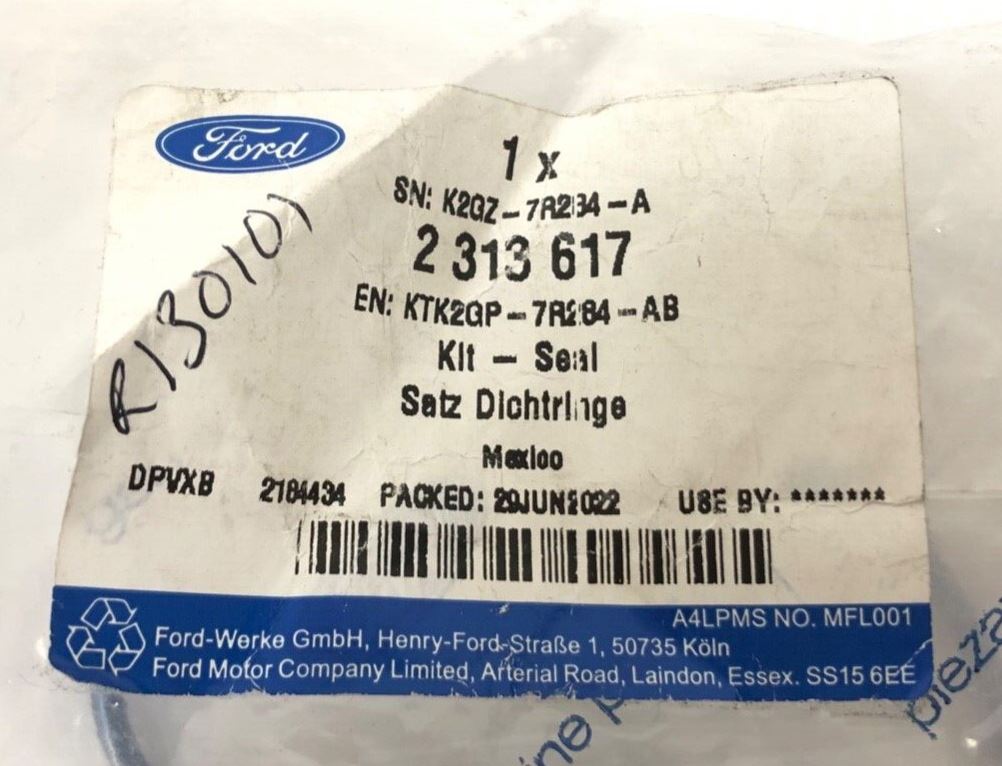 Ford
1 x
SN: K2GZ-7R284-A
2 313 617
EN: KTK2GP-7R284-AB
Kit - Seal
Satz Dichtringe
Mexico
R130101
DPVXB 2184434 PACKED: 29JUN2022 USE BY: *******
A4LPMS NO. MFL001
Ford-Werke GmbH, Henry-Ford-Straße 1, 50735 Köln
Ford Motor Company Limited, Arterial Road, Laindon, Essex. SS15 6EE
ine